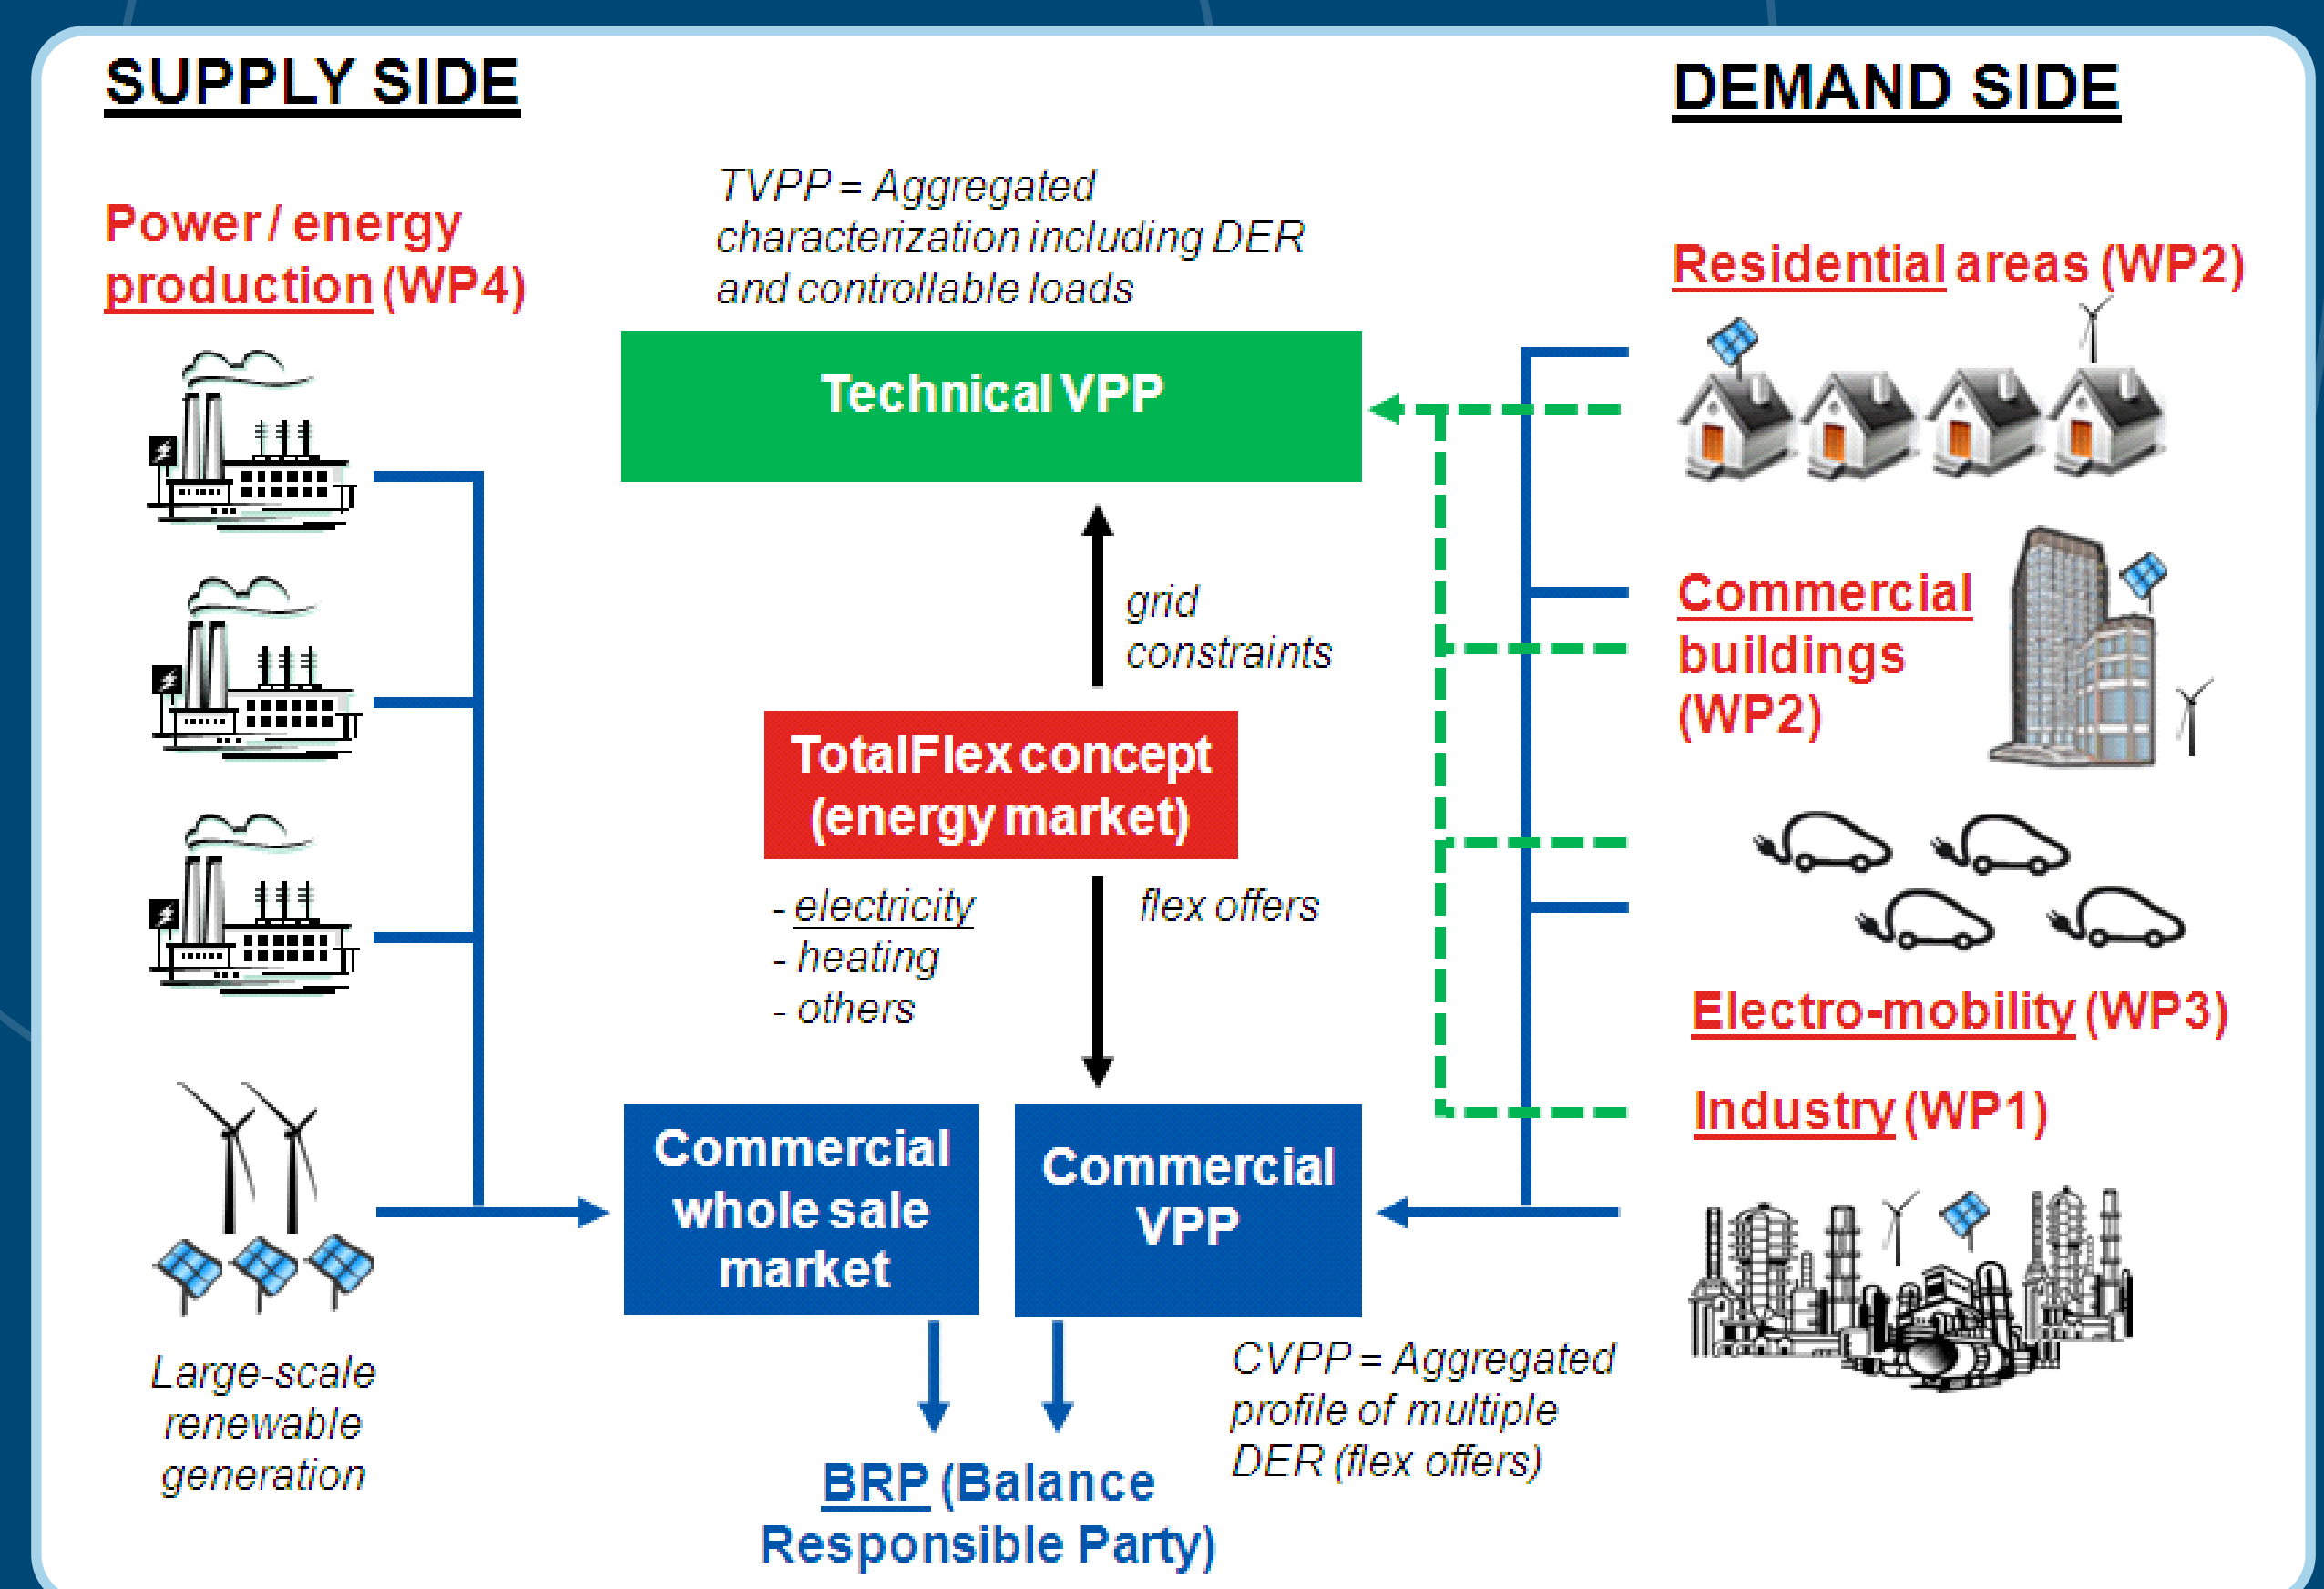 SUPPLY SIDE
DEMAND SIDE
Power / energy
production (WP4)
TVPP = Aggregated
characterization including DER
and controllable loads
Residential areas (WP2)
Technical VPP
grid
constraints
Commercial
buildings
(WP2)
TotalFlex concept
(energy market)
- electricity
- heating
- others
flex offers
Electro-mobility (WP3)
Industry (WP1)
Commercial
whole sale
market
Commercial
VPP
Large-scale
renewable
generation
CVPP = Aggregated
profile of multiple
DER (flex offers)
BRP (Balance
Responsible Party)